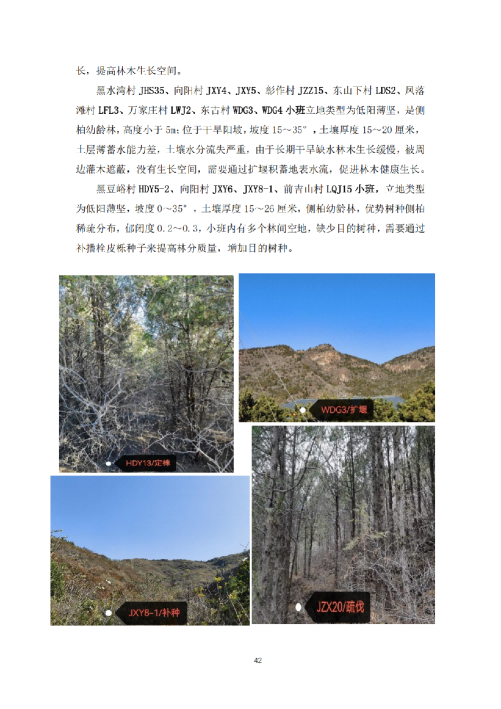 长，提高林木生长空间。
黑水湾村 JHS35、向阳村 JXY4、JXY5、彰作村 JZZ15、东山下村 LDS2、风落
滩村 LFL3、万家庄村 LWJ2、东古村 WDG3、WDG4 小班立地类型为低阳薄坚，是侧
柏幼龄林，高度小于 5m；位于干旱阳坡，坡度 15～35°，土壤厚度 15～20 厘米，
土层薄蓄水能力差，土壤水分流失严重，由于长期干旱缺水林木生长缓慢，被周
边灌木遮蔽，没有生长空间，需要通过扩堰积蓄地表水流，促进林木健康生长。
黑豆峪村 HDY5-2、向阳村 JXY6、JXY8-1、前吉山村 LQJ15 小班，立地类型
为低阳薄坚，坡度 0～35°，土壤厚度 15～25 厘米，侧柏幼龄林，优势树种侧柏
稀疏分布，郁闭度 0.2～0.3，小班内有多个林间空地，缺少目的树种，需要通过
补播栓皮栎种子来提高林分质量，增加目的树种。
WDG3/扩堰
HDY13/定株
JXY8-1/补种
JZX20/疏伐
42